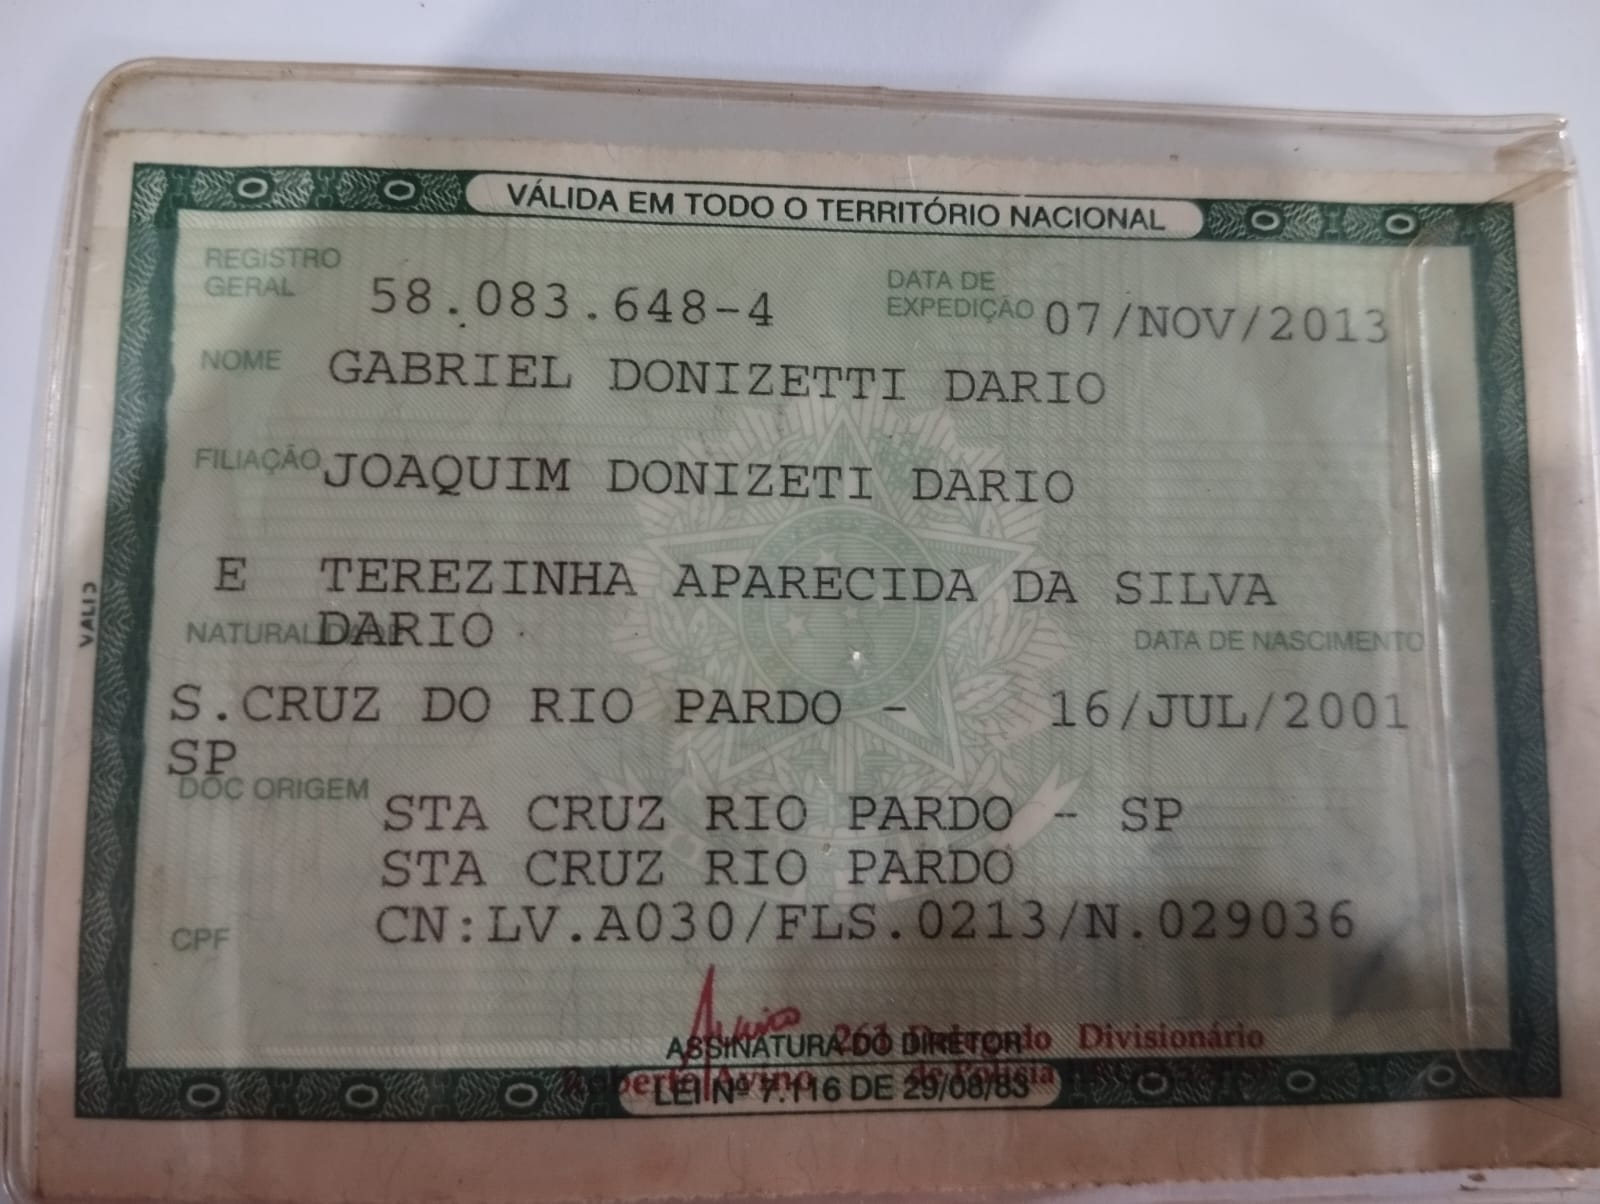 VÁLIDA EM TODO O TERRITÓRIO NACIONAL
REGISTRO GERAL 58.083.648-4 DATA DE EXPEDIÇÃO 07/NOV/2013
NOME GABRIEL DONIZETTI DARIO
FILIAÇÃO JOAQUIM DONIZETI DARIO
E TEREZINHA APARECIDA DA SILVA
DARIO
NATURALIDADE DATA DE NASCIMENTO
S.CRUZ DO RIO PARDO - 16/JUL/2001
SP
DOC ORIGEM STA CRUZ RIO PARDO - SP
STA CRUZ RIO PARDO
CPF CN:LV.A030/FLS.0213/N.029036
Divisionário
ASSINATURA DO DIRETOR
Roberto Avino de Polícia
LEI Nº 7.116 DE 29/08/83